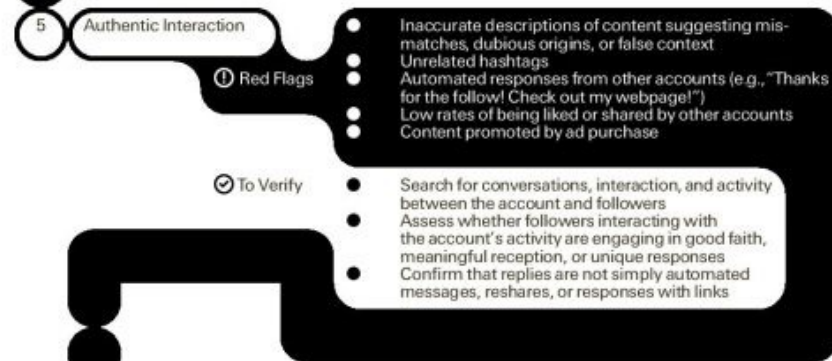 5 Authentic Interaction
Red Flags
Inaccurate descriptions of content suggesting mis-
matches, dubious origins, or false context
Unrelated hashtags
Automated responses from other accounts (e.g., "Thanks
for the follow! Check out my webpage!")
Low rates of being liked or shared by other accounts
Content promoted by ad purchase
To Verify
Search for conversations, interaction, and activity
between the account and followers
Assess whether followers interacting with
the account's activity are engaging in good faith,
meaningful reception, or unique responses
Confirm that replies are not simply automated
messages, reshares, or responses with links